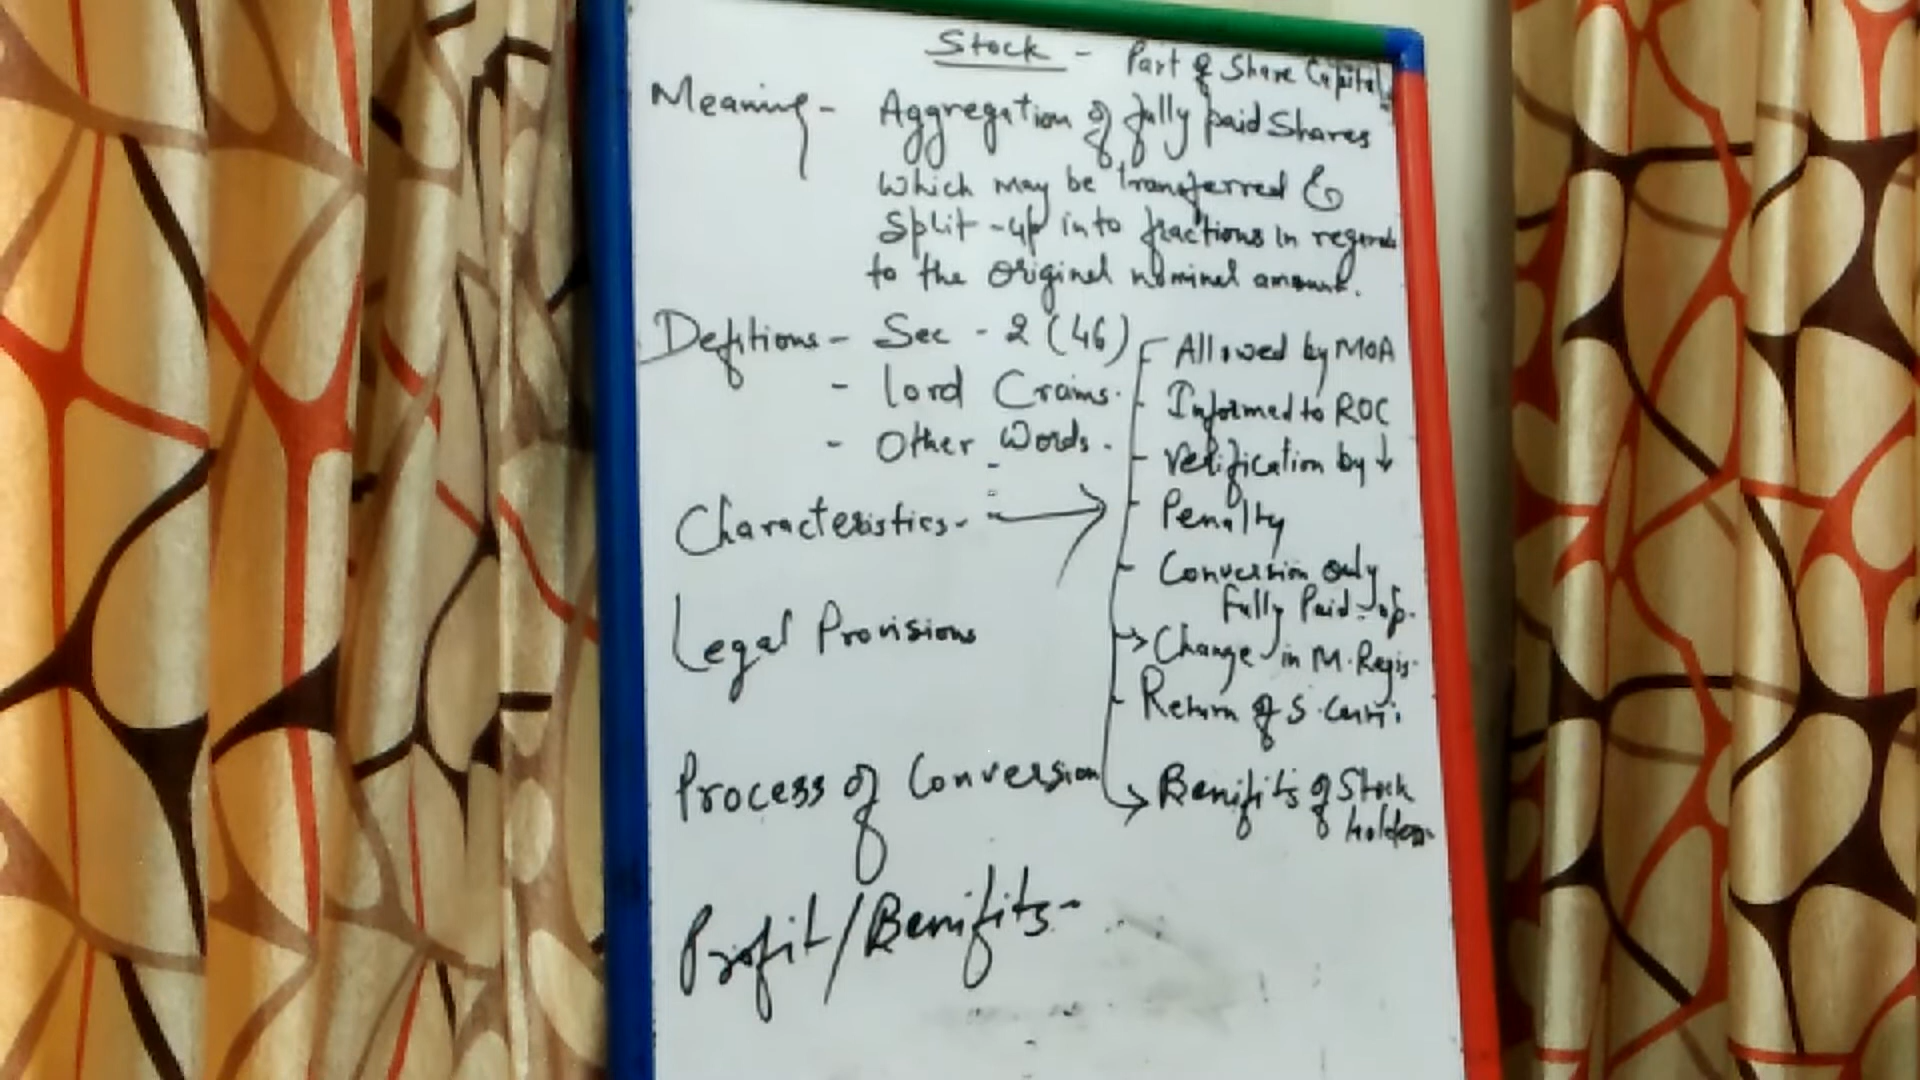 Stock - Part of Share Capital
Meaning - Aggregation of fully paid Shares
which may be transferred &
Split-up into fractions in regards
to the original nominal amount.
Defitions - Sec - 2 (46)
- Lord Crains.
- Other Words.
Characteristics -
Legal Provisions
Process of Conversion
Profit/Benifits -
- Allowed by MOA
- Informed to ROC
- Verification by ↓
- Penalty
- Conversion only
Fully Paid-up.
→ Change in M. Regis.
- Return of S. Certi.
→ Benifits of Stock
holders